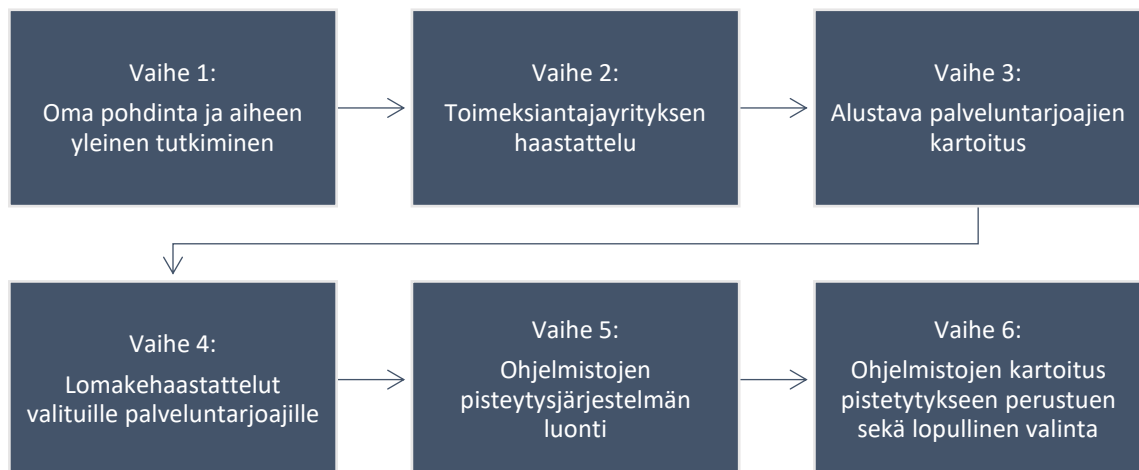 Vaihe 1:
Oma pohdinta ja aiheen
yleinen tutkiminen
Vaihe 2:
Toimeksiantajayrityksen
haastattelu
Vaihe 3:
Alustava palveluntarjoajien
kartoitus
Vaihe 4:
Lomakehaastattelut
valituille palveluntarjoajille
Vaihe 5:
Ohjelmistojen
pisteytysjärjestelmän
luonti
Vaihe 6:
Ohjelmistojen kartoitus
pistetytykseen perustuen
sekä lopullinen valinta